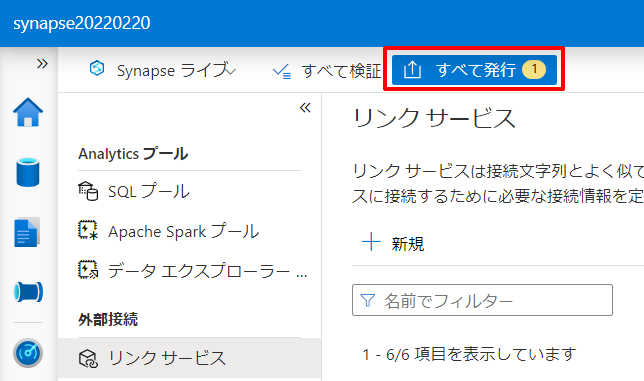 synapse20220220
Synapse ライブ
すべて検証
すべて発行 1
Analytics プール
SQL プール
Apache Spark プール
データ エクスプローラー ...
外部接続
リンク サービス
リンク サービス
リンク サービスは接続文字列とよく似て
スに接続するために必要な接続情報を定
新規
名前でフィルター
1 - 6/6 項目を表示しています